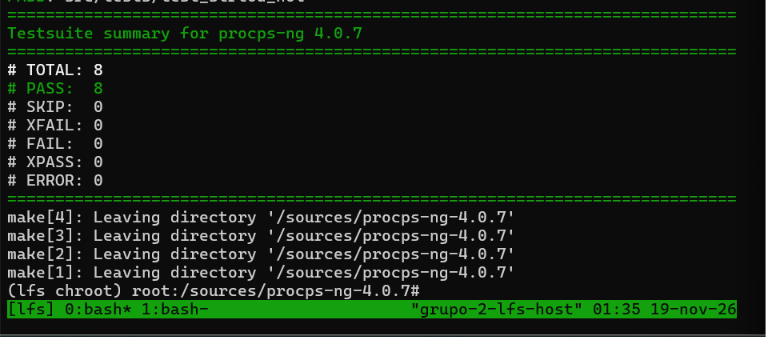 ================================================================================
Testsuite summary for procps-ng 4.0.7
================================================================================
# TOTAL: 8
# PASS:  8
# SKIP:  0
# XFAIL: 0
# FAIL:  0
# XPASS: 0
# ERROR: 0
================================================================================
make[4]: Leaving directory '/sources/procps-ng-4.0.7'
make[3]: Leaving directory '/sources/procps-ng-4.0.7'
make[2]: Leaving directory '/sources/procps-ng-4.0.7'
make[1]: Leaving directory '/sources/procps-ng-4.0.7'
(lfs chroot) root:/sources/procps-ng-4.0.7#
[lfs] 0:bash* 1:bash- "grupo-2-lfs-host" 01:35 19-nov-26